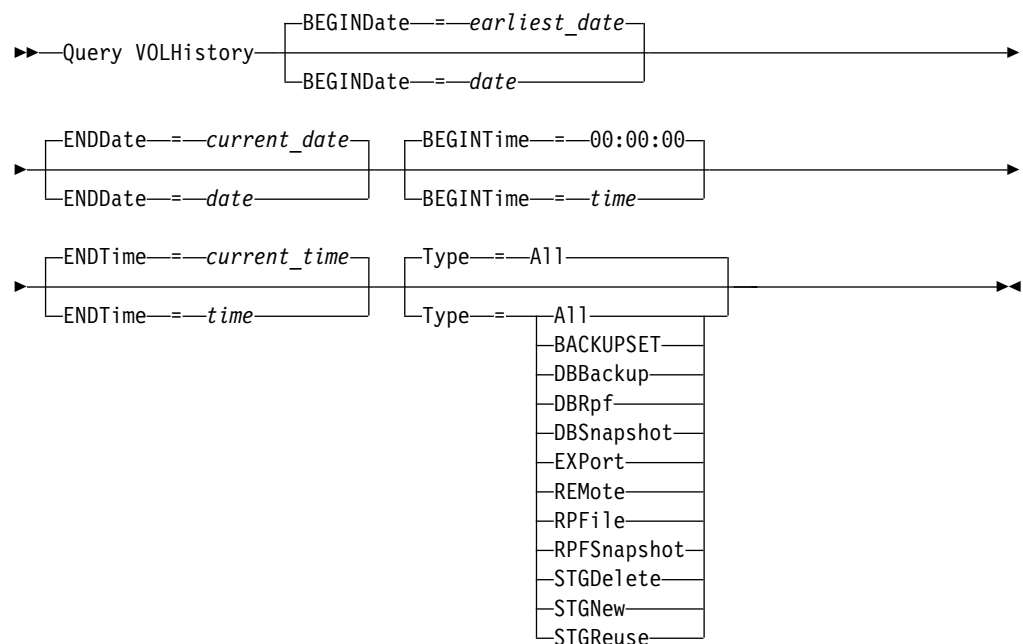 BEGINDate = earliest_date
Query VOLHistory
BEGINDate = date
ENDDate = current_date BEGINTime = 00:00:00
ENDDate = date BEGINTime = time
ENDTime = current_time Type = All
ENDTime = time Type = All
BACKUPSET
DBBackup
DBRpf
DBSnapshot
EXPort
REMote
RPFile
RPFSnapshot
STGDelete
STGNew
STGReuse